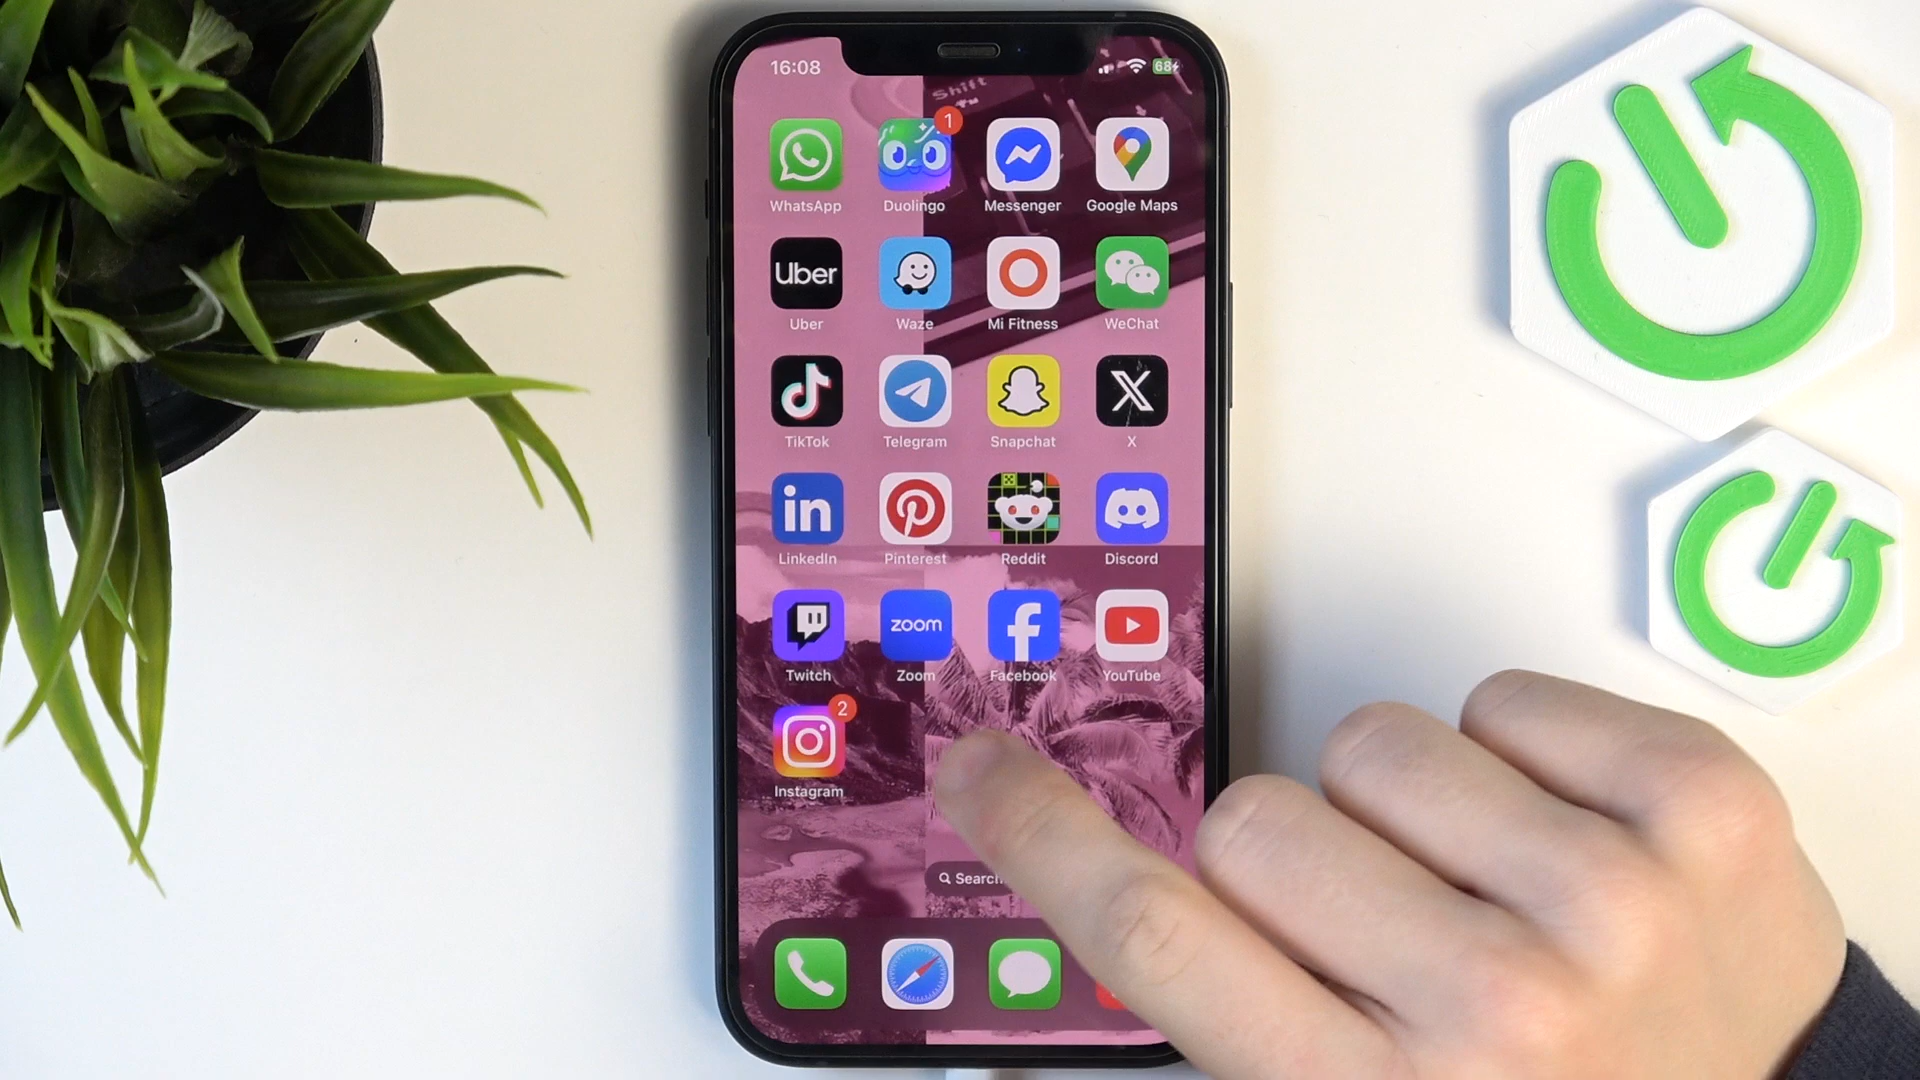 16:08
68
Shift
1
WhatsApp
Duolingo
Messenger
Google Maps
Uber
Uber
Waze
Mi Fitness
WeChat
TikTok
Telegram
Snapchat
X
in
LinkedIn
Pinterest
Reddit
Discord
zoom
Twitch
Zoom
Facebook
YouTube
2
Instagram
Search